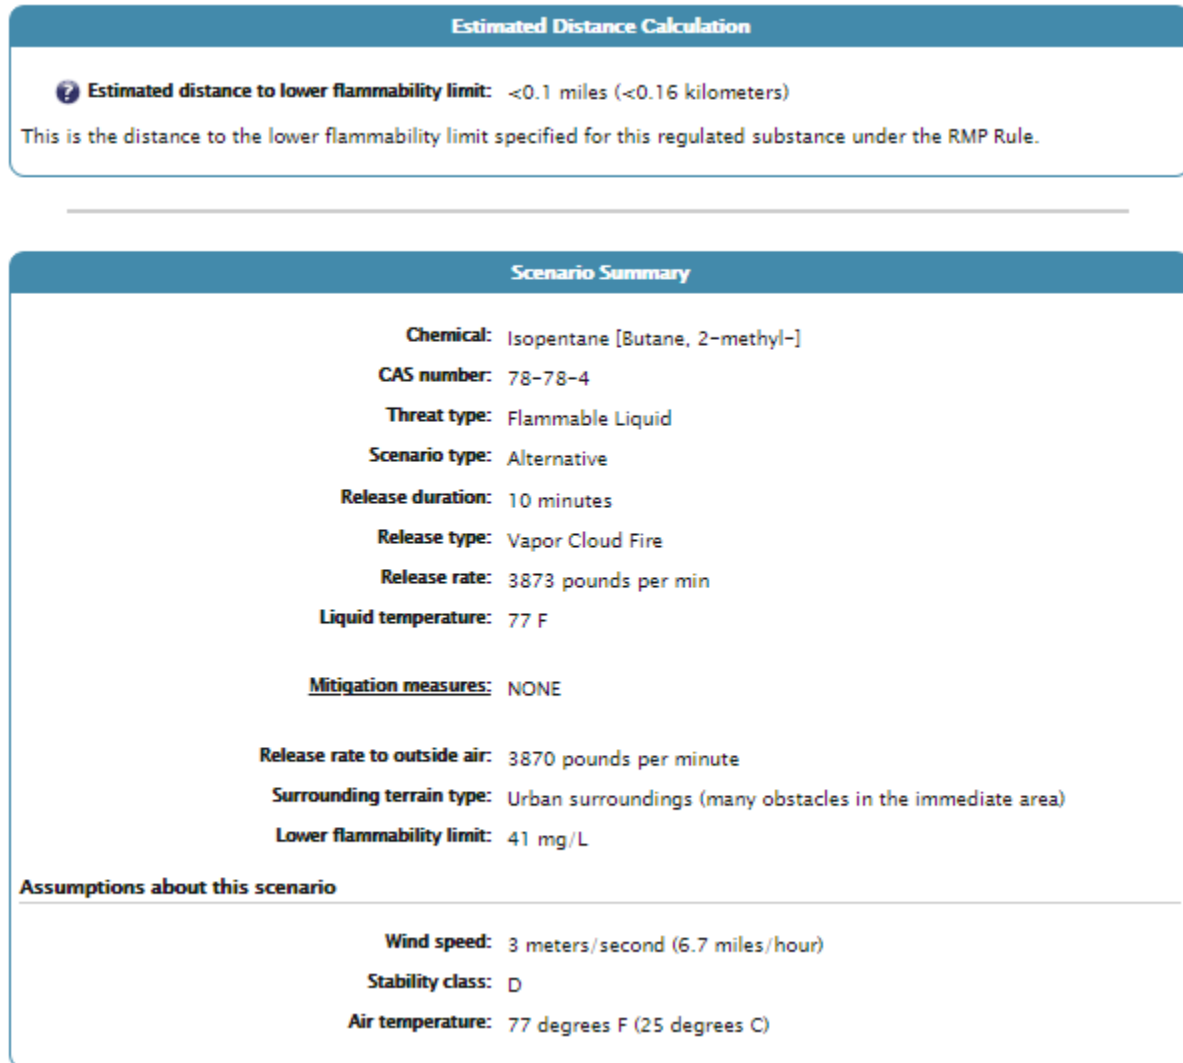 Estimated Distance Calculation
? Estimated distance to lower flammability limit: <0.1 miles (<0.16 kilometers)
This is the distance to the lower flammability limit specified for this regulated substance under the RMP Rule.
Scenario Summary
Chemical: Isopentane [Butane, 2-methyl-]
CAS number: 78-78-4
Threat type: Flammable Liquid
Scenario type: Alternative
Release duration: 10 minutes
Release type: Vapor Cloud Fire
Release rate: 3873 pounds per min
Liquid temperature: 77 F
Mitigation measures: NONE
Release rate to outside air: 3870 pounds per minute
Surrounding terrain type: Urban surroundings (many obstacles in the immediate area)
Lower flammability limit: 41 mg/L
Assumptions about this scenario
Wind speed: 3 meters/second (6.7 miles/hour)
Stability class: D
Air temperature: 77 degrees F (25 degrees C)